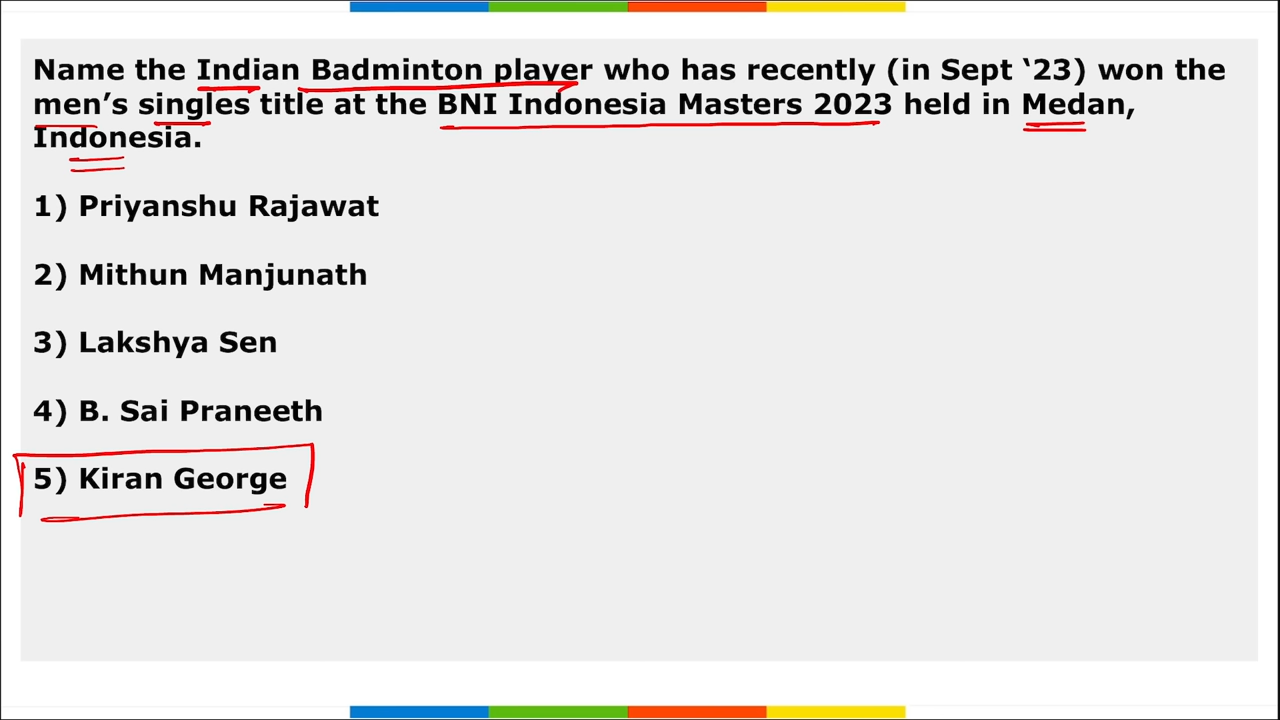 Name the Indian Badminton player who has recently (in Sept ‘23) won the
men’s singles title at the BNI Indonesia Masters 2023 held in Medan,
Indonesia.
1) Priyanshu Rajawat
2) Mithun Manjunath
3) Lakshya Sen
4) B. Sai Praneeth
5) Kiran George